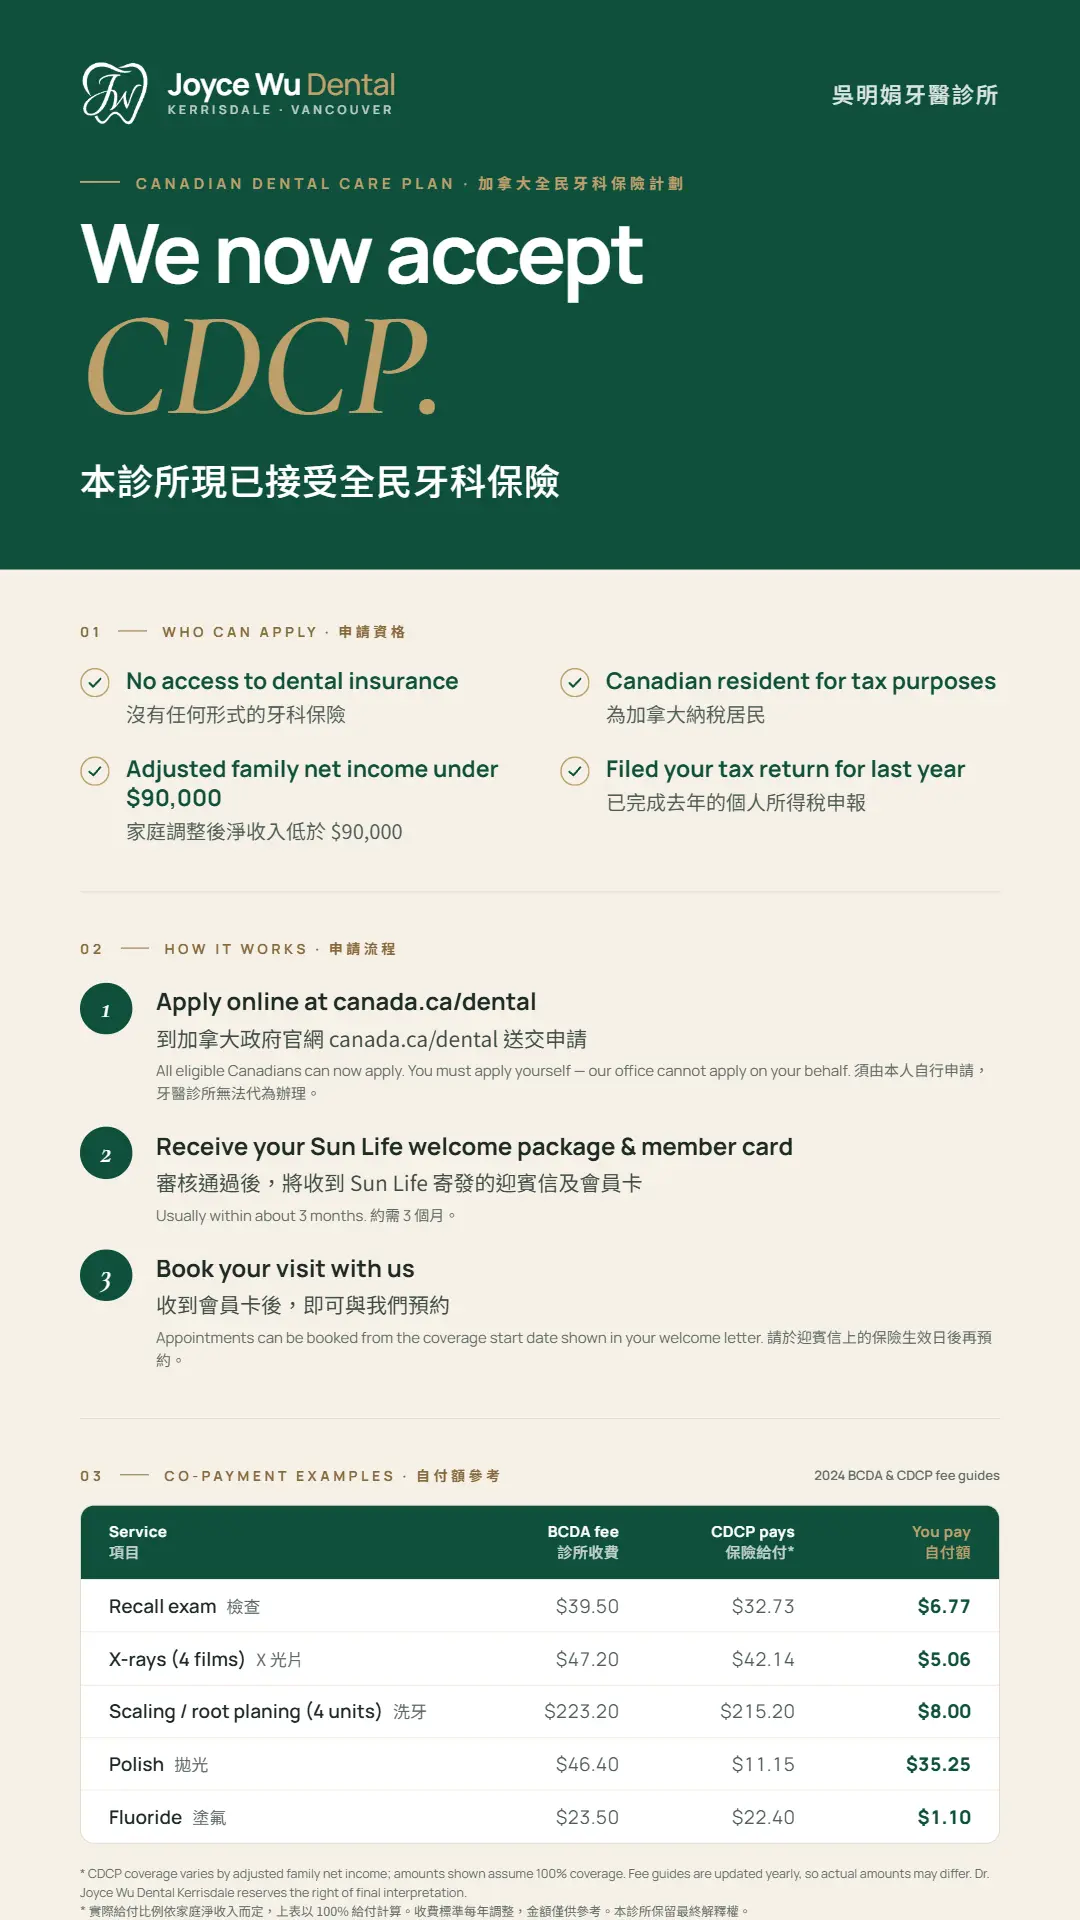 JW
Joyce Wu Dental
KERRISDALE · VANCOUVER
吳明娟牙醫診所
CANADIAN DENTAL CARE PLAN · 加拿大全民牙科保險計劃
We now accept
CDCP.
本診所現已接受全民牙科保險
01 — WHO CAN APPLY · 申請資格
No access to dental insurance
沒有任何形式的牙科保險
Canadian resident for tax purposes
為加拿大納稅居民
Adjusted family net income under
$90,000
家庭調整後淨收入低於 $90,000
Filed your tax return for last year
已完成去年的個人所得稅申報
02 — HOW IT WORKS · 申請流程
1
Apply online at canada.ca/dental
到加拿大政府官網 canada.ca/dental 送交申請
All eligible Canadians can now apply. You must apply yourself — our office cannot apply on your behalf. 須由本人自行申請，
牙醫診所無法代為辦理。
2
Receive your Sun Life welcome package & member card
審核通過後，將收到 Sun Life 寄發的迎賓信及會員卡
Usually within about 3 months. 約需 3 個月。
3
Book your visit with us
收到會員卡後，即可與我們預約
Appointments can be booked from the coverage start date shown in your welcome letter. 請於迎賓信上的保險生效日後再預
約。
03 — CO-PAYMENT EXAMPLES · 自付額參考
2024 BCDA & CDCP fee guides
Service BCDA fee CDCP pays You pay
項目 診所收費 保險給付* 自付額
Recall exam 檢查 $39.50 $32.73 $6.77
X-rays (4 films) X 光片 $47.20 $42.14 $5.06
Scaling / root planing (4 units) 洗牙 $223.20 $215.20 $8.00
Polish 拋光 $46.40 $11.15 $35.25
Fluoride 塗氟 $23.50 $22.40 $1.10
* CDCP coverage varies by adjusted family net income; amounts shown assume 100% coverage. Fee guides are updated yearly, so actual amounts may differ. Dr.
Joyce Wu Dental Kerrisdale reserves the right of final interpretation.
* 實際給付比例依家庭淨收入而定，上表以 100% 給付計算。收費標準每年調整，金額僅供參考。本診所保留最終解釋權。